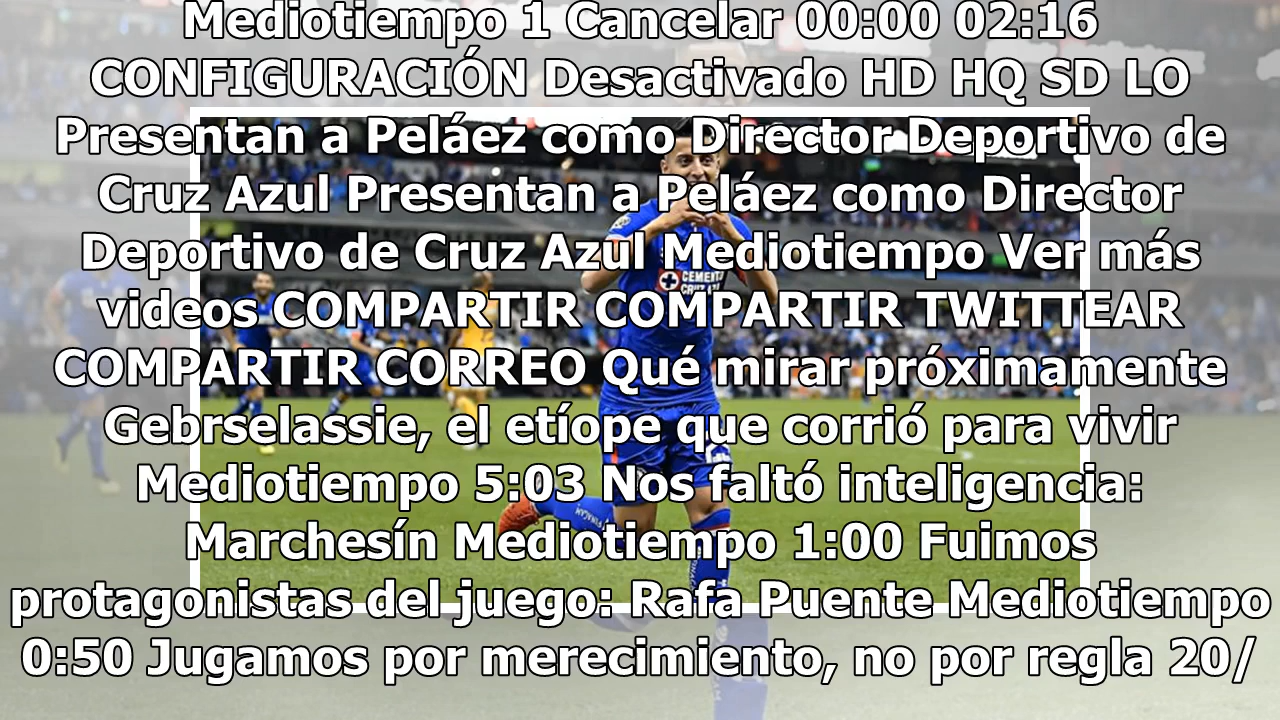 Mediotiempo 1 Cancelar 00:00 02:16
CONFIGURACIÓN Desactivado HD HQ SD LO
Presentan a Peláez como Director Deportivo de
Cruz Azul Presentan a Peláez como Director
Deportivo de Cruz Azul Mediotiempo Ver más
videos COMPARTIR COMPARTIR TWITTEAR
COMPARTIR CORREO Qué mirar próximamente
Gebrselassie, el etíope que corrió para vivir
Mediotiempo 5:03 Nos faltó inteligencia:
Marchesín Mediotiempo 1:00 Fuimos
protagonistas del juego: Rafa Puente Mediotiempo
0:50 Jugamos por merecimiento, no por regla 20/
CEMENTO
CRUZ AZUL